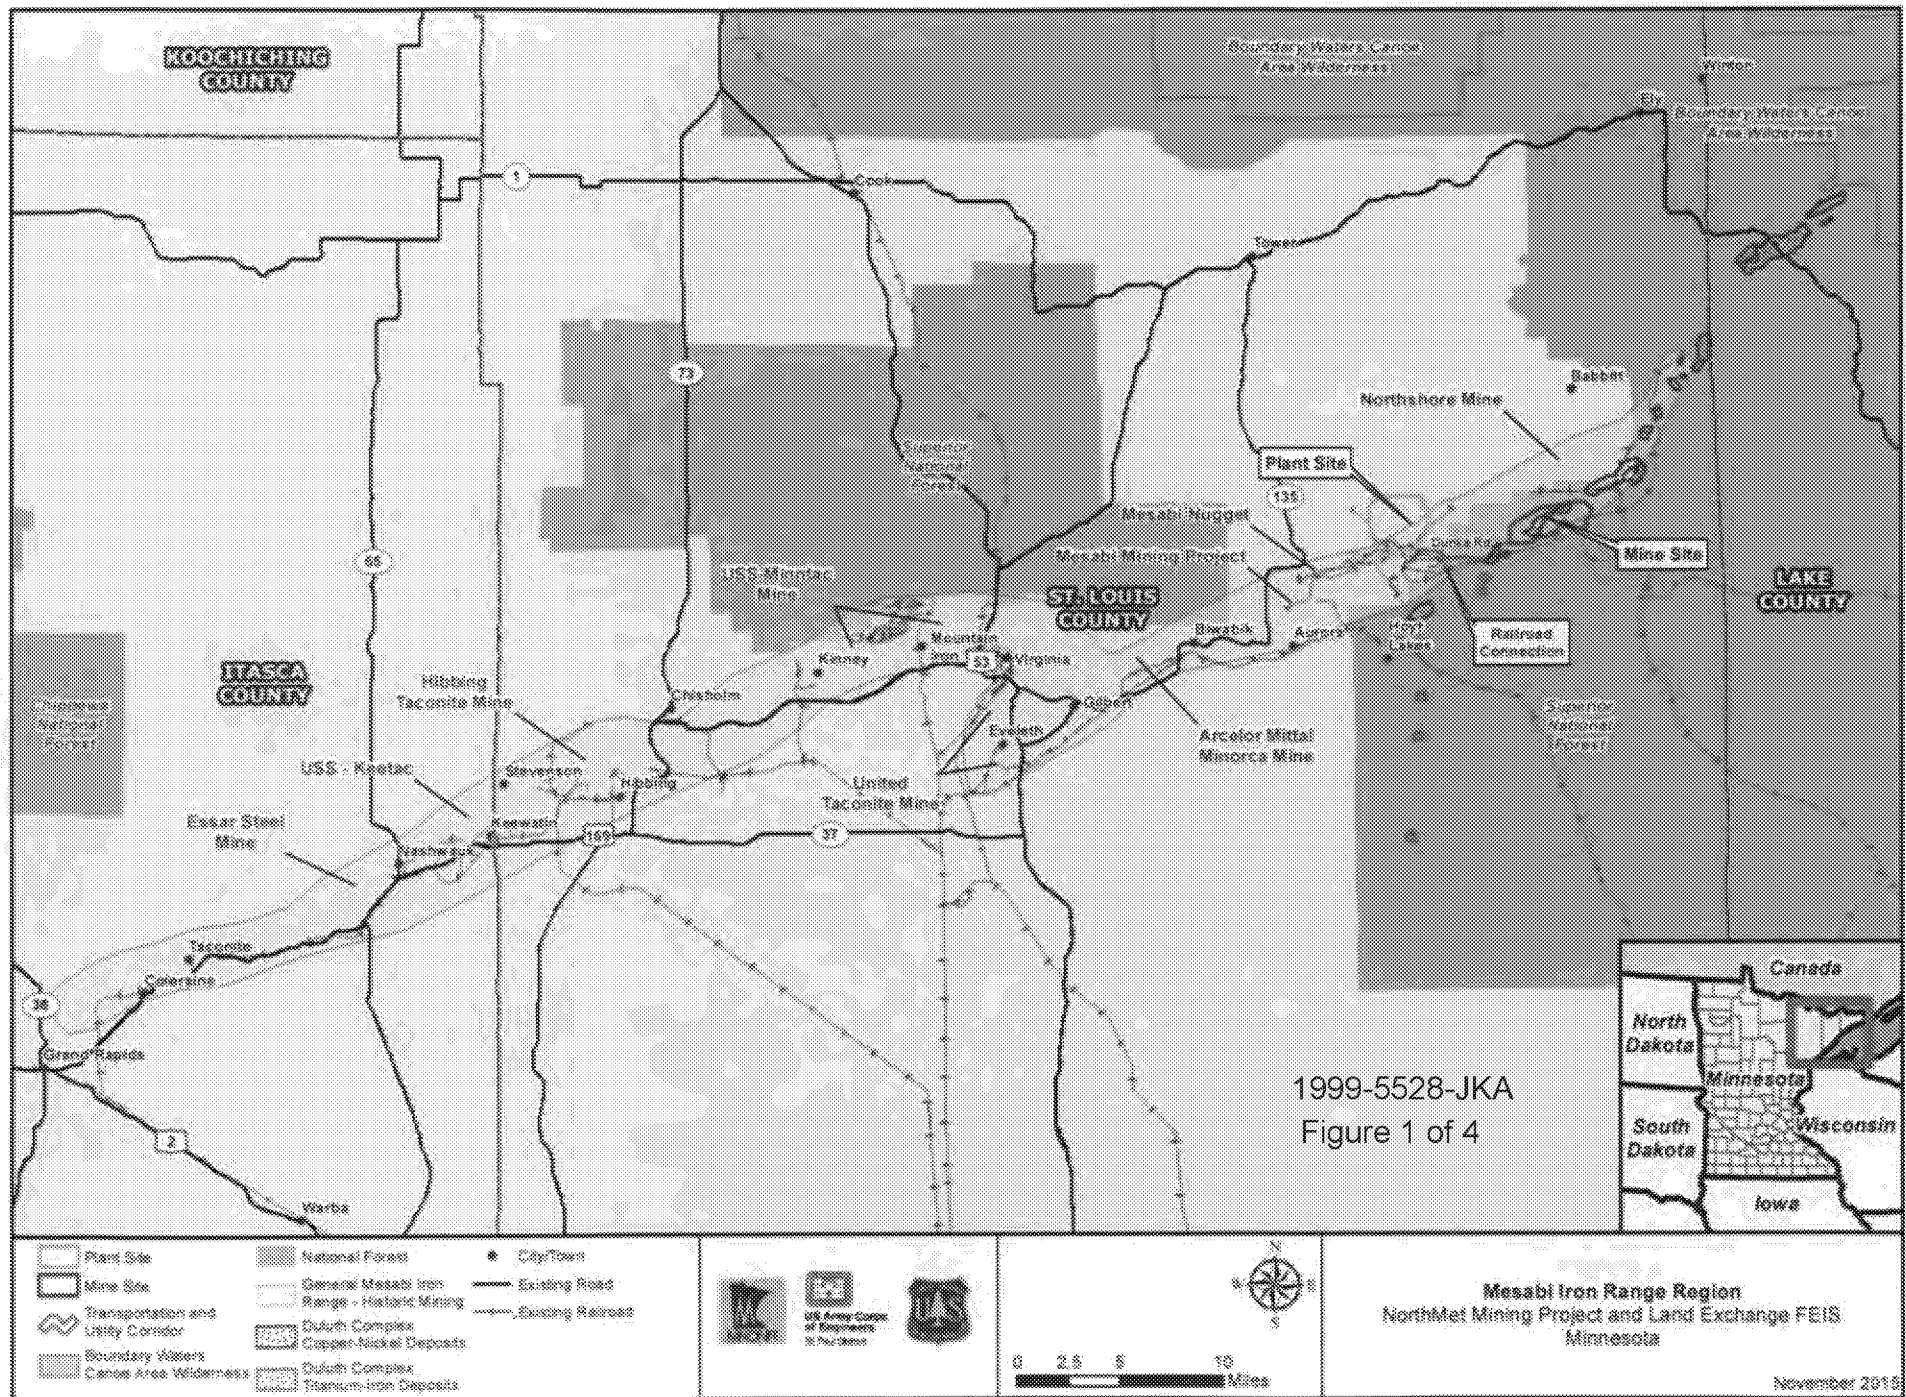 KOOCHICHING
COUNTY
Boundary Waters Canoe
Area Wilderness
Winton
Ely
Boundary Waters Canoe
Area Wilderness
1
Cook
Tower
73
Babbitt
Northshore Mine
Superior
National
Forest
Plant Site
135
Mesabi Nugget
Dunka Rd
Mesabi Mining Project
Mine Site
65
USS-Minntac
Mine
ST. LOUIS
COUNTY
LAKE
COUNTY
Biwabik
Aurora
Hoyt
Lakes
Railroad
Connection
Mountain
Iron
53
Virginia
Kinney
ITASCA
COUNTY
Hibbing
Taconite Mine
Chisholm
Gilbert
Chippewa
National
Forest
Superior
National
Forest
Eveleth
Arcelor Mittal
Minorca Mine
USS - Keetac
Stevenson
Hibbing
United
Taconite Mine
Essar Steel
Mine
Keewatin
169
37
Nashwauk
Taconite
Coleraine
38
Grand Rapids
2
Warba
1999-5528-JKA
Figure 1 of 4
Canada
North
Dakota
Minnesota
South
Dakota
Wisconsin
Iowa
Plant Site
Mine Site
Transportation and
Utility Corridor
Boundary Waters
Canoe Area Wilderness
National Forest
General Mesabi Iron
Range - Historic Mining
Duluth Complex
Copper-Nickel Deposits
Duluth Complex
Titanium-Iron Deposits
City/Town
Existing Road
Existing Railroad
US Army Corps
of Engineers
UAS
N
W E
S
0 2.5 5 10
Miles
Mesabi Iron Range Region
NorthMet Mining Project and Land Exchange FEIS
Minnesota
November 2015